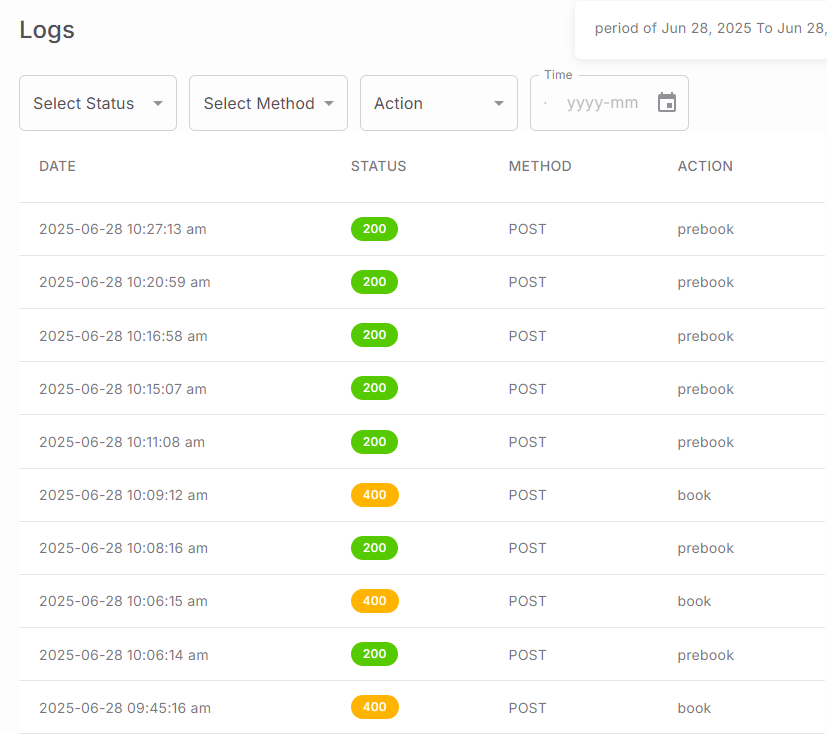 Logs
period of Jun 28, 2025 To Jun 28,
Time
Select Status Select Method Action yyyy-mm
DATE STATUS METHOD ACTION
2025-06-28 10:27:13 am 200 POST prebook
2025-06-28 10:20:59 am 200 POST prebook
2025-06-28 10:16:58 am 200 POST prebook
2025-06-28 10:15:07 am 200 POST prebook
2025-06-28 10:11:08 am 200 POST prebook
2025-06-28 10:09:12 am 400 POST book
2025-06-28 10:08:16 am 200 POST prebook
2025-06-28 10:06:15 am 400 POST book
2025-06-28 10:06:14 am 200 POST prebook
2025-06-28 09:45:16 am 400 POST book